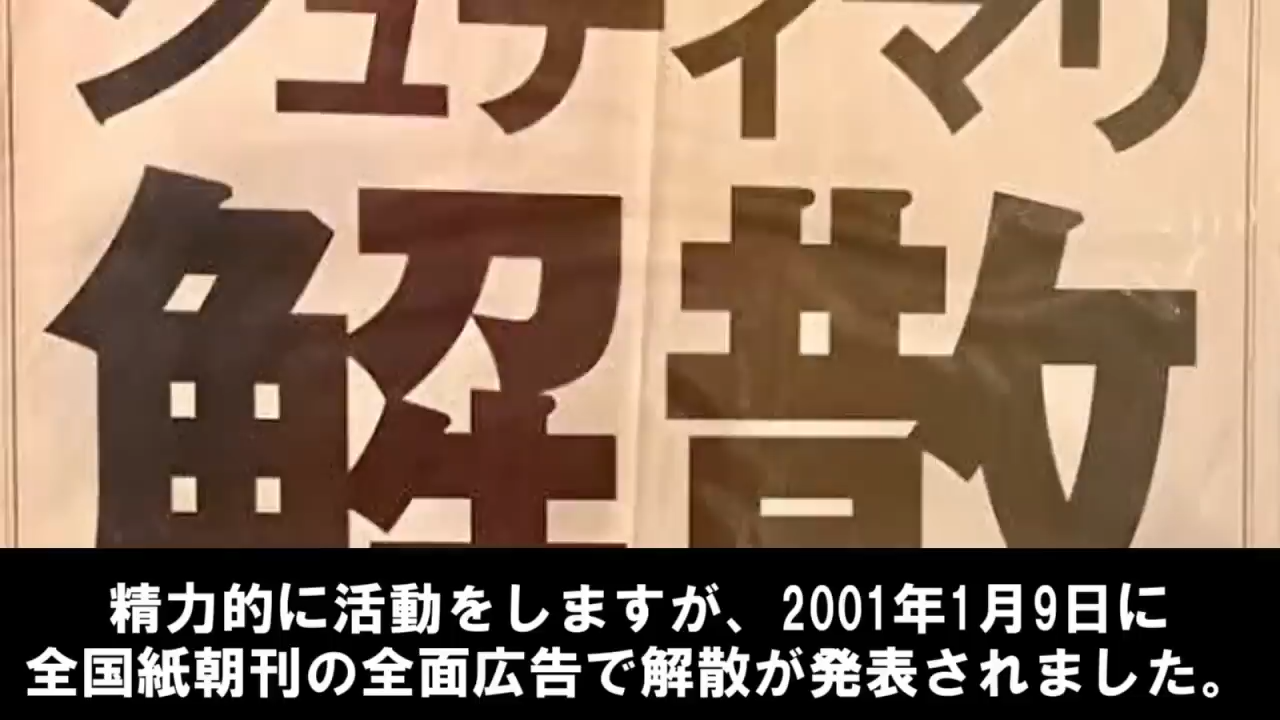 ジュディマリ
解散
精力的に活動をしますが、2001年1月9日に
全国紙朝刊の全面広告で解散が発表されました。